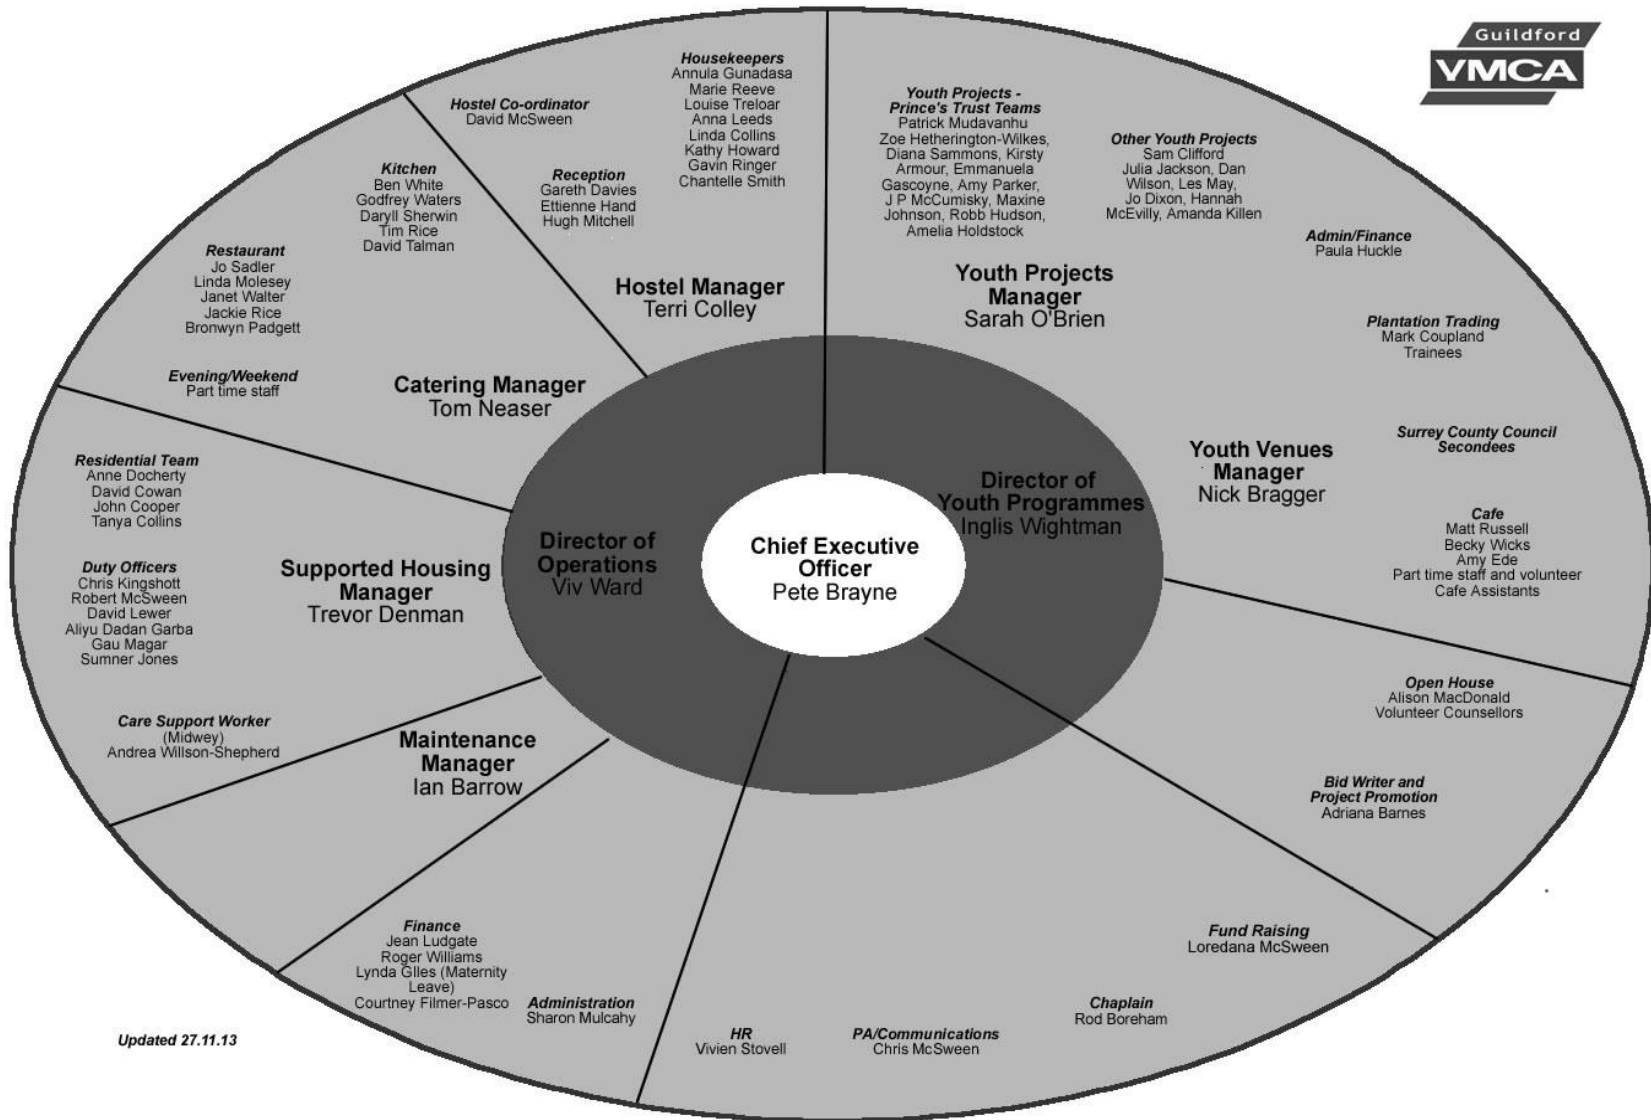 Guildford
YMCA
Housekeepers
Annula Gunadasa
Marie Reeve
Louise Treloar
Anna Leeds
Linda Collins
Kathy Howard
Gavin Ringer
Chantelle Smith
Hostel Co-ordinator
David McSween
Reception
Gareth Davies
Ettienne Hand
Hugh Mitchell
Hostel Manager
Terri Colley
Youth Projects -
Prince's Trust Teams
Patrick Mudavanhu
Zoe Hetherington-Wilkes,
Diana Sammons, Kirsty
Armour, Emmanuela
Gascoyne, Amy Parker,
J P McCumisky, Maxine
Johnson, Robb Hudson,
Amelia Holdstock
Other Youth Projects
Sam Clifford
Julia Jackson, Dan
Wilson, Les May,
Jo Dixon, Hannah
McEvilly, Amanda Killen
Admin/Finance
Paula Huckle
Youth Projects
Manager
Sarah O'Brien
Plantation Trading
Mark Coupland
Trainees
Kitchen
Ben White
Godfrey Waters
Daryll Sherwin
Tim Rice
David Talman
Restaurant
Jo Sadler
Linda Molesey
Janet Walter
Jackie Rice
Bronwyn Padgett
Evening/Weekend
Part time staff
Catering Manager
Tom Neaser
Surrey County Council
Secondees
Youth Venues
Manager
Nick Bragger
Cafe
Matt Russell
Becky Wicks
Amy Ede
Part time staff and volunteer
Cafe Assistants
Residential Team
Anne Docherty
David Cowan
John Cooper
Tanya Collins
Duty Officers
Chris Kingshott
Robert McSween
David Lewer
Aliyu Dadan Garba
Gau Magar
Sumner Jones
Supported Housing
Manager
Trevor Denman
Director of
Operations
Viv Ward
Chief Executive
Officer
Pete Brayne
Director of
Youth Programmes
Inglis Wightman
Care Support Worker
(Midwey)
Andrea Willson-Shepherd
Maintenance
Manager
Ian Barrow
Open House
Alison MacDonald
Volunteer Counsellors
Bid Writer and
Project Promotion
Adriana Barnes
Finance
Jean Ludgate
Roger Williams
Lynda GIles (Maternity
Leave)
Courtney Filmer-Pasco
Administration
Sharon Mulcahy
HR
Vivien Stovell
PA/Communications
Chris McSween
Chaplain
Rod Boreham
Fund Raising
Loredana McSween
Updated 27.11.13